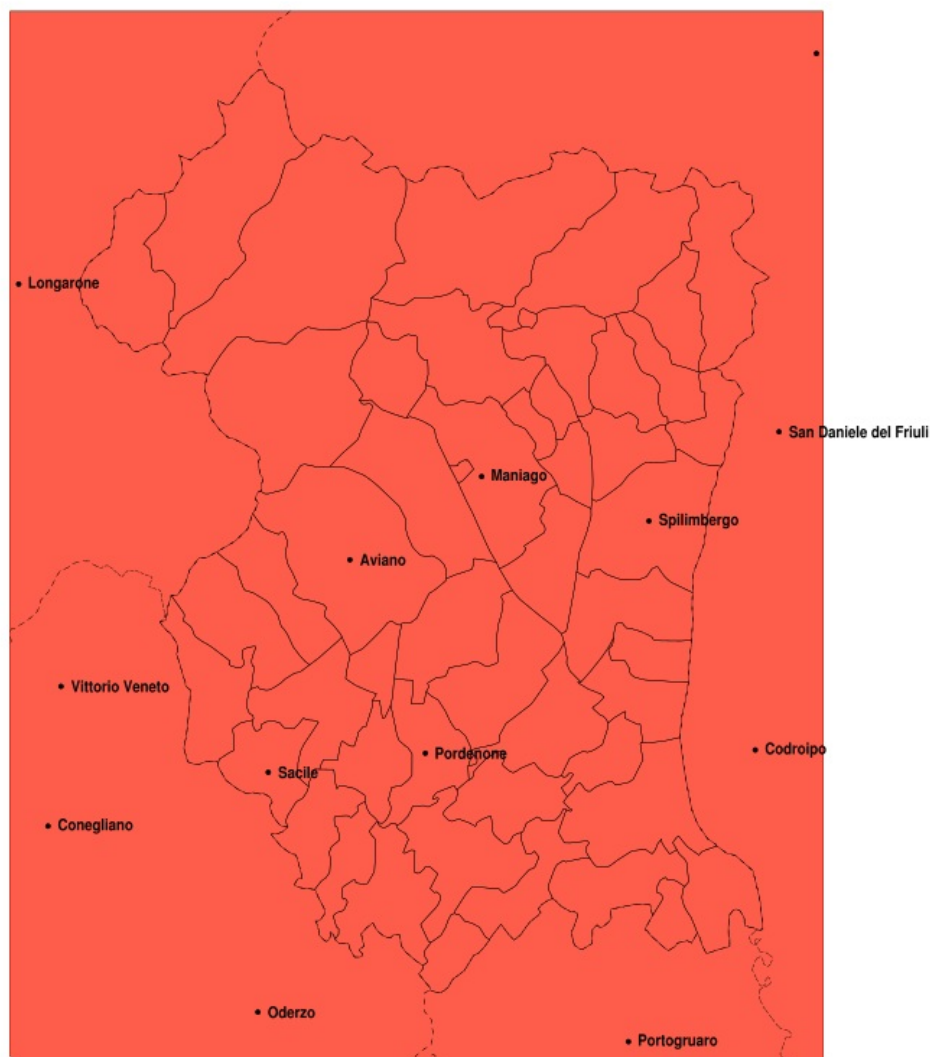 Longarone
San Daniele del Friuli
Maniago
Spilimbergo
Aviano
Vittorio Veneto
Codroipo
Pordenone
Sacile
Conegliano
Oderzo
Portogruaro